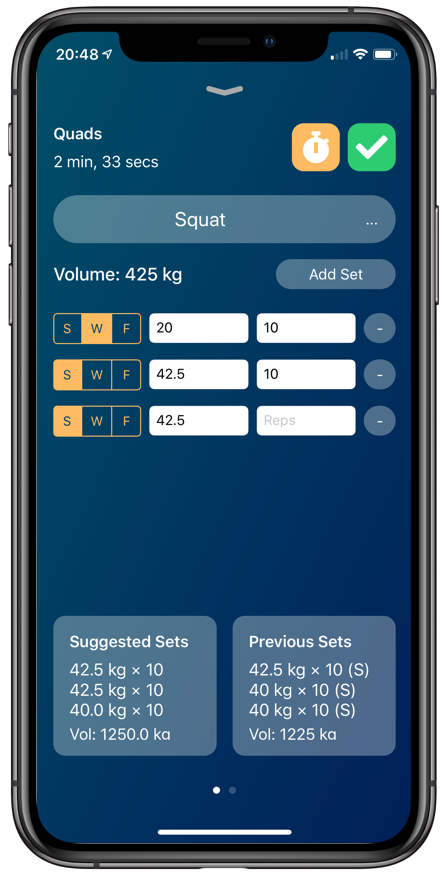 20:48
Quads
2 min, 33 secs
Squat ...
Volume: 425 kg Add Set
S W F 20 10 -
S W F 42.5 10 -
S W F 42.5 Reps -
Suggested Sets
42.5 kg × 10
42.5 kg × 10
40.0 kg × 10
Vol: 1250.0 kg
Previous Sets
42.5 kg × 10 (S)
40 kg × 10 (S)
40 kg × 10 (S)
Vol: 1225 kg